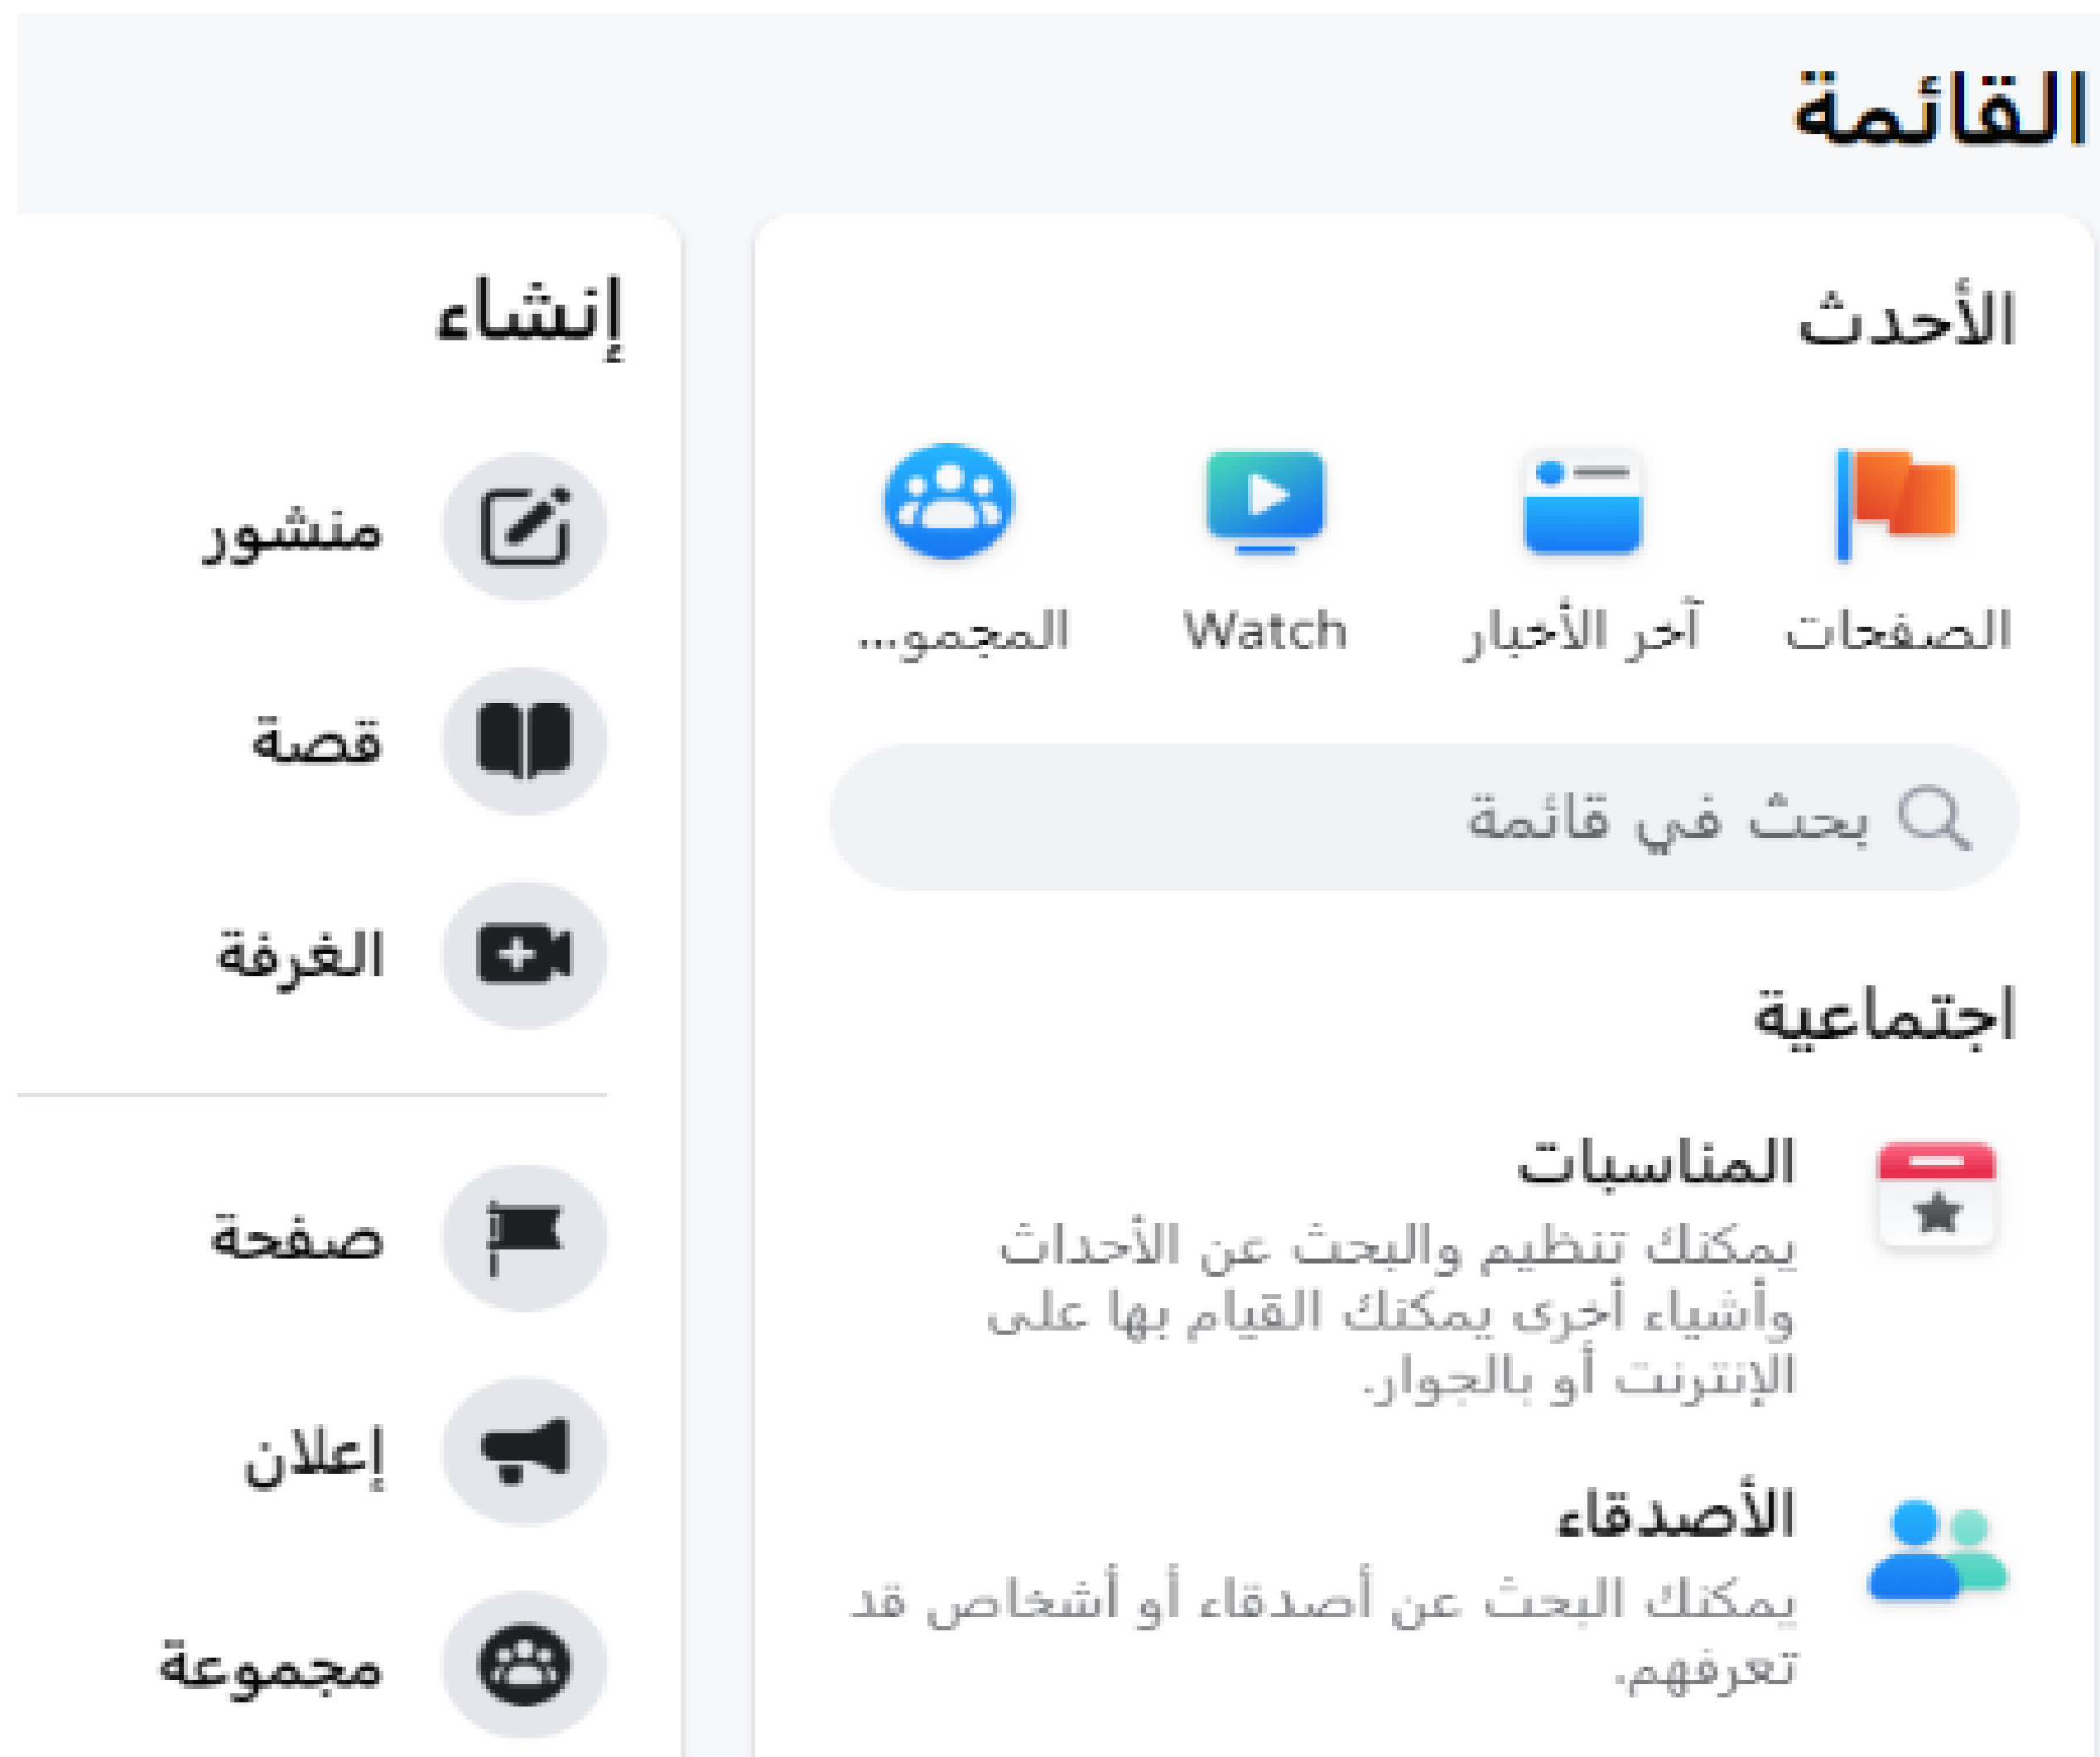 القائمة
الأحدث
الصفحات
آخر الأخبار
Watch
المجمو...
بحث في قائمة
اجتماعية
المناسبات
يمكنك تنظيم والبحث عن الأحداث
وأشياء أخرى يمكنك القيام بها على
الإنترنت أو بالجوار.
الأصدقاء
يمكنك البحث عن أصدقاء أو أشخاص قد
تعرفهم.
إنشاء
منشور
قصة
الغرفة
صفحة
إعلان
مجموعة